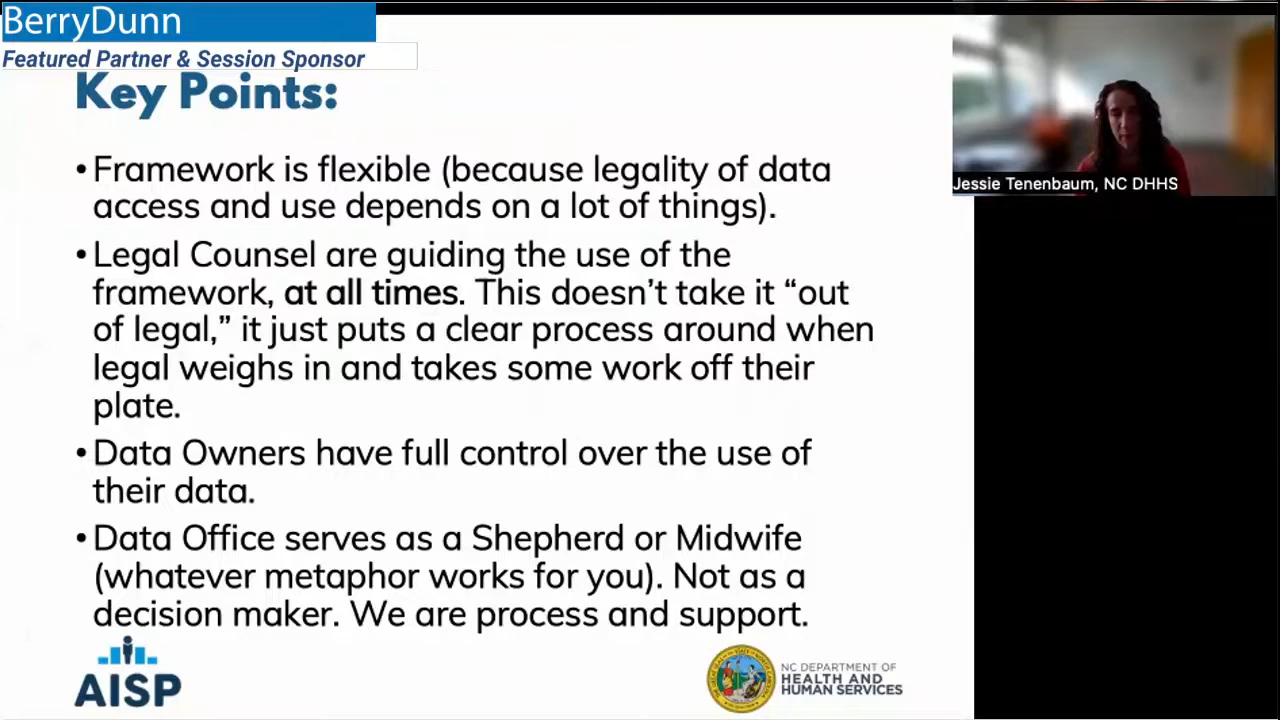 BerryDunn
Featured Partner & Session Sponsor
Key Points:
• Framework is flexible (because legality of data
access and use depends on a lot of things).
• Legal Counsel are guiding the use of the
framework, at all times. This doesn’t take it “out
of legal,” it just puts a clear process around when
legal weighs in and takes some work off their
plate.
• Data Owners have full control over the use of
their data.
• Data Office serves as a Shepherd or Midwife
(whatever metaphor works for you). Not as a
decision maker. We are process and support.
AISP
NC DEPARTMENT OF
HEALTH AND
HUMAN SERVICES
Jessie Tenenbaum, NC DHHS